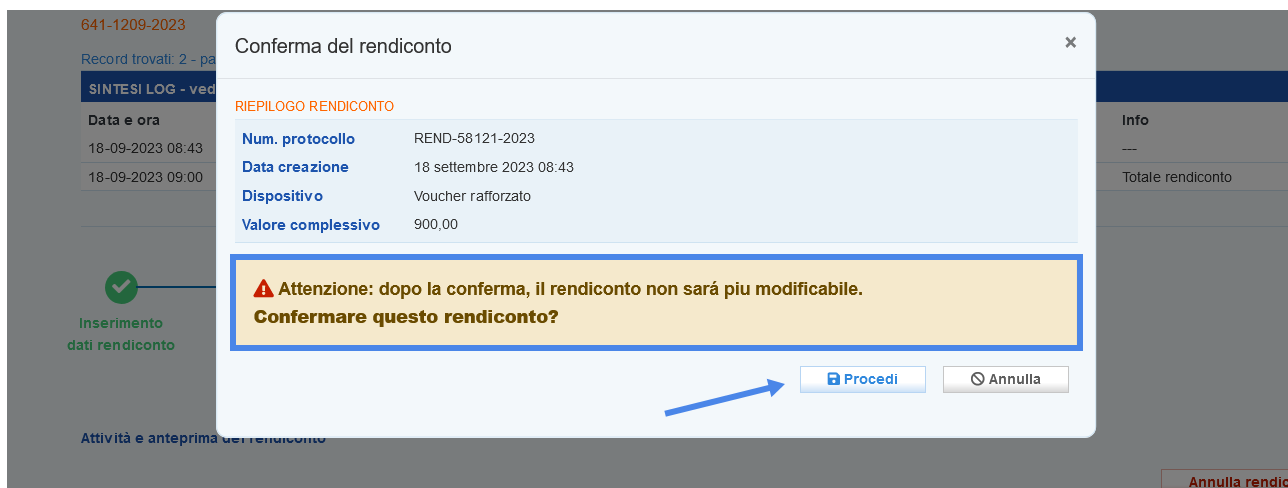 641-1209-2023
Record trovati: 2 - pa
SINTESI LOG - ved
Data e ora
Info
18-09-2023 08:43
---
18-09-2023 09:00
Totale rendiconto
Inserimento
dati rendiconto
Attività e anteprima del rendiconto
Annulla rendic
Conferma del rendiconto
×
RIEPILOGO RENDICONTO
Num. protocollo REND-58121-2023
Data creazione 18 settembre 2023 08:43
Dispositivo Voucher rafforzato
Valore complessivo 900,00
Attenzione: dopo la conferma, il rendiconto non sará piu modificabile.
Confermare questo rendiconto?
Procedi Annulla